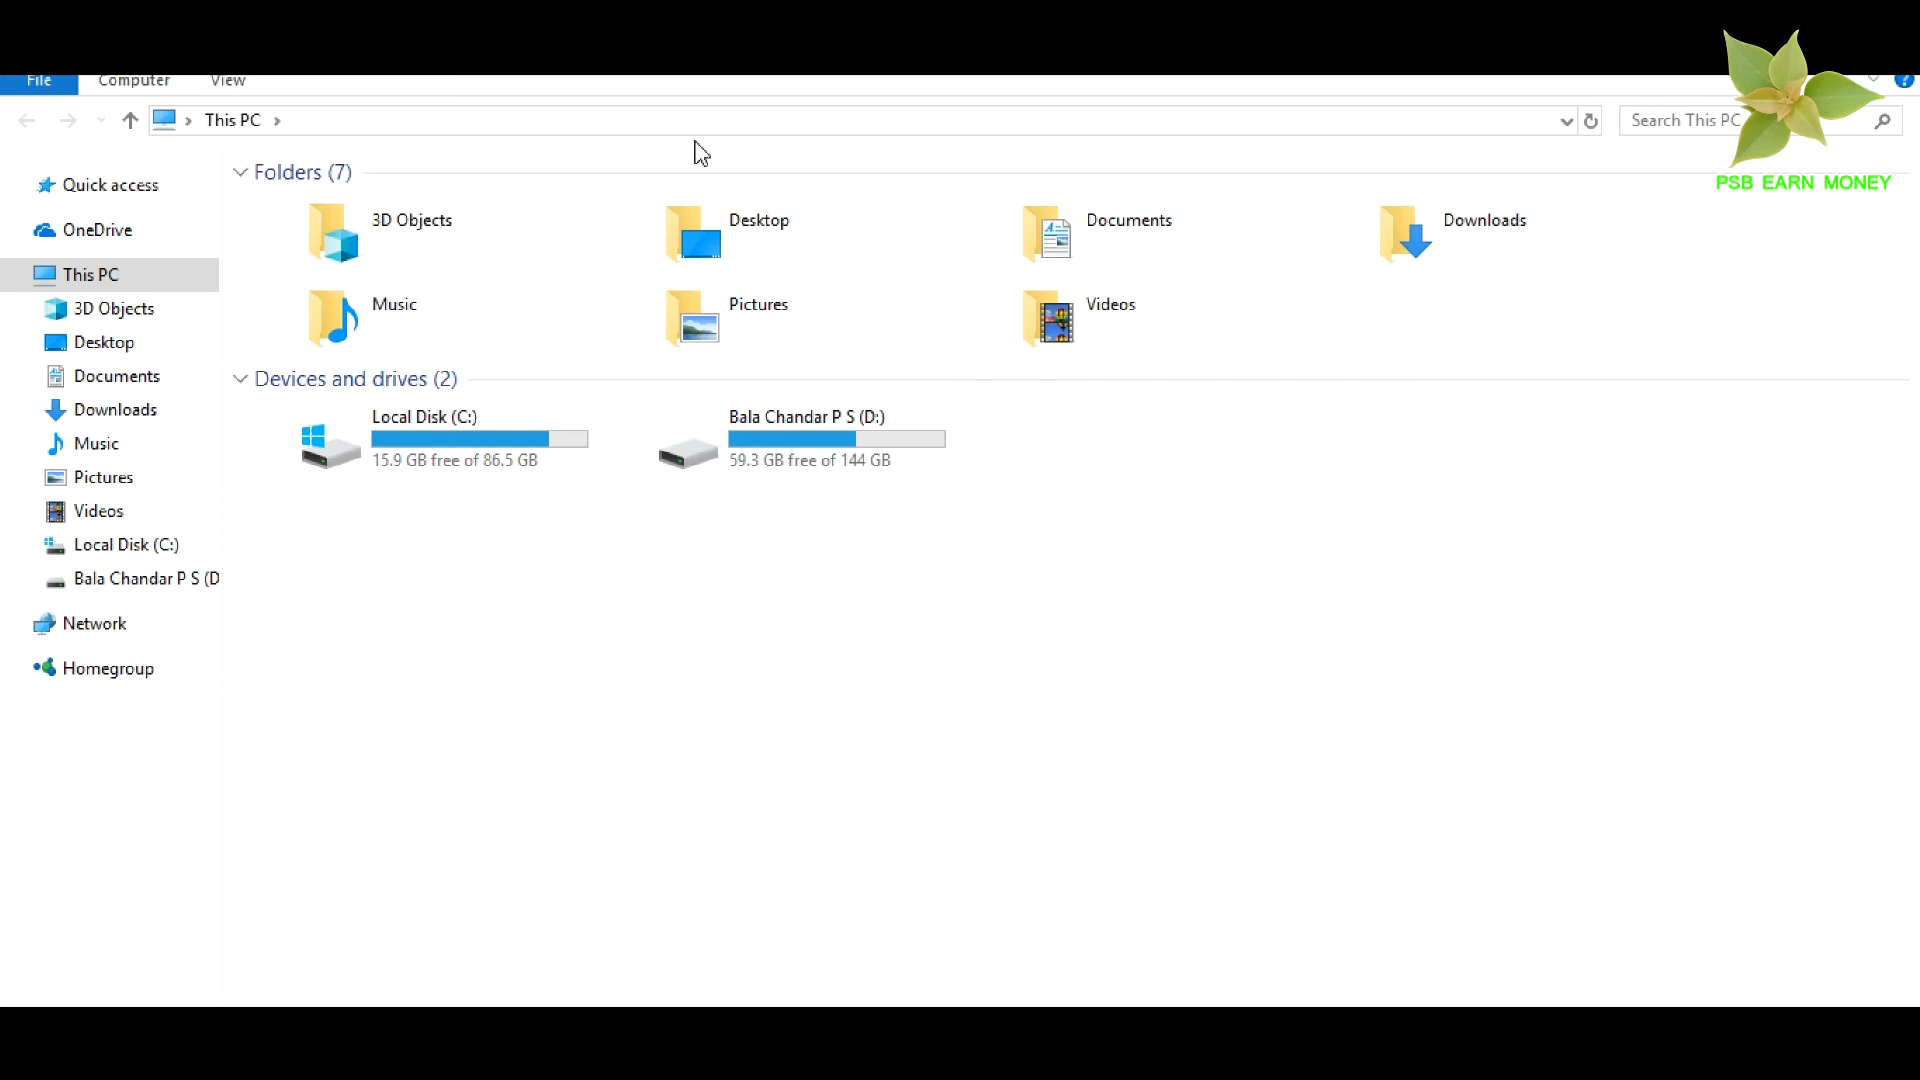 File Computer View
This PC
Search This PC
PSB EARN MONEY
Quick access
OneDrive
This PC
3D Objects
Desktop
Documents
Downloads
Music
Pictures
Videos
Local Disk (C:)
Bala Chandar P S (D
Network
Homegroup
Folders (7)
3D Objects Desktop Documents Downloads
Music Pictures Videos
Devices and drives (2)
Local Disk (C:) Bala Chandar P S (D:)
15.9 GB free of 86.5 GB 59.3 GB free of 144 GB